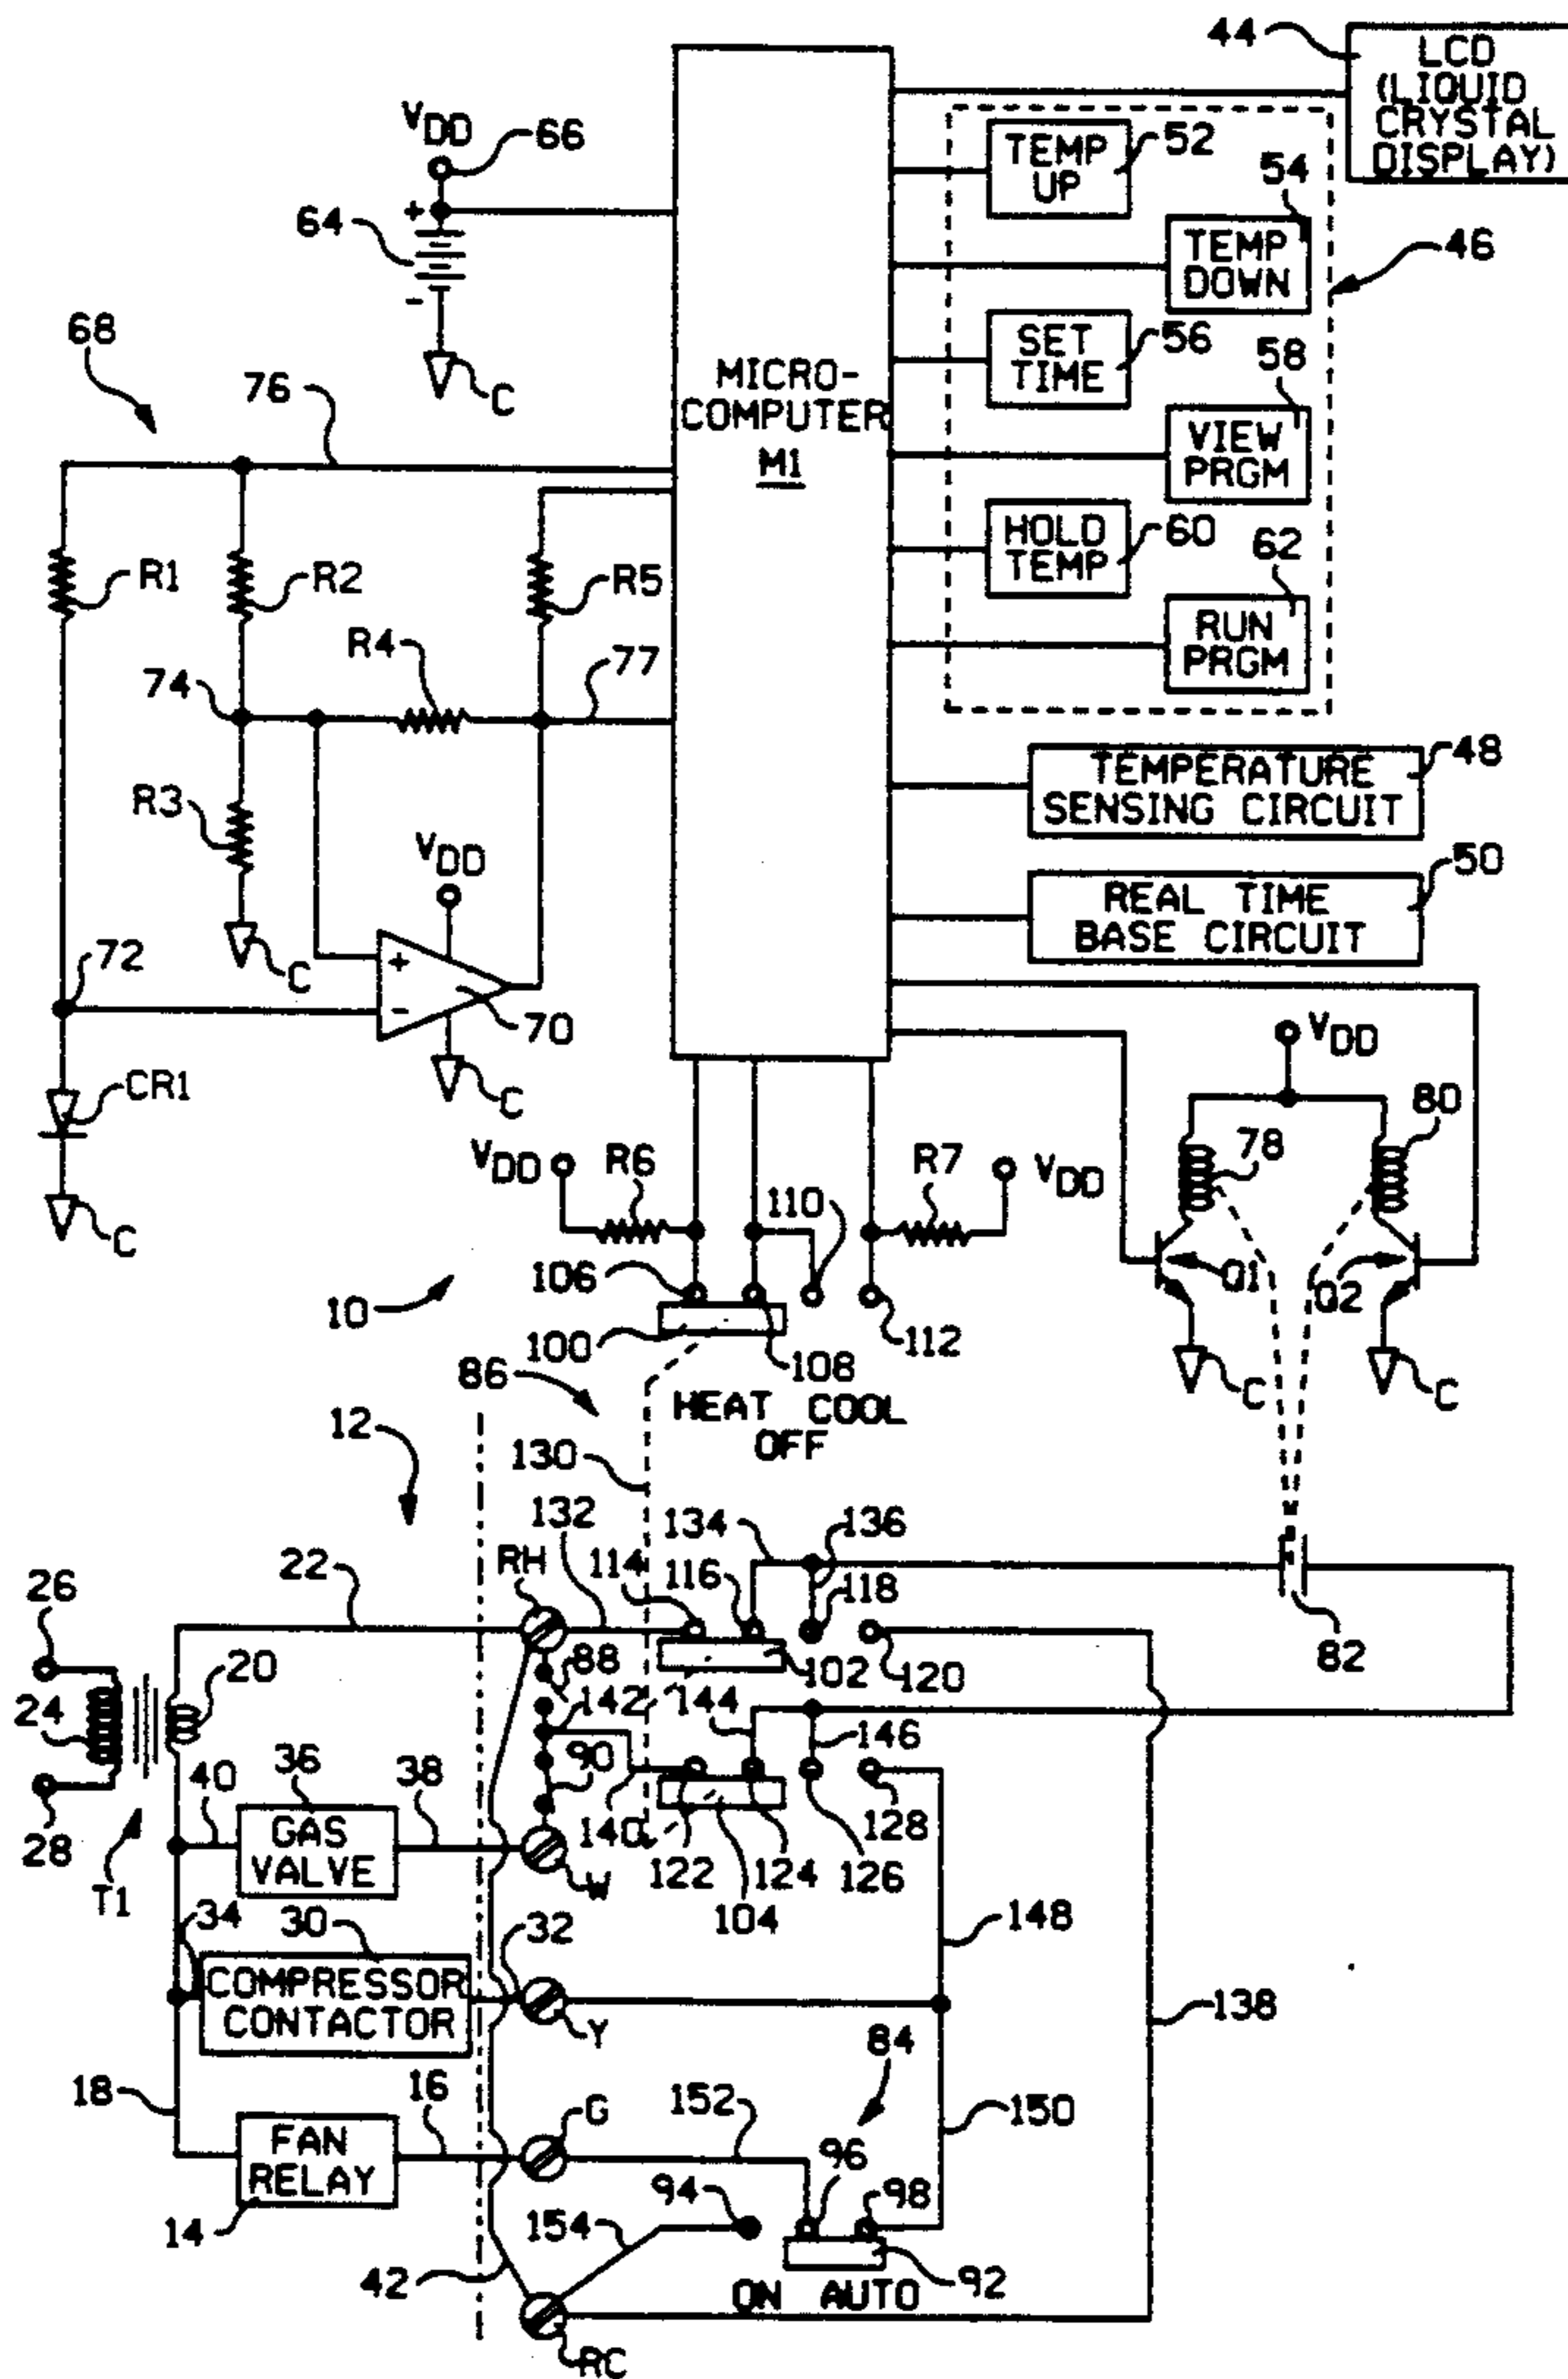 44
LCD
(LIQUID
CRYSTAL
DISPLAY)
VDD
66
+
64
-
C
TEMP
UP
52
54
TEMP
DOWN
46
SET
TIME
56
58
VIEW
PRGM
HOLD
TEMP
60
62
RUN
PRGM
MICRO-
COMPUTER
M1
68
76
R1
R2
R5
R4
77
74
R3
C
VDD
72
+
-
70
C
CR1
C
TEMPERATURE
SENSING CIRCUIT
48
REAL TIME
BASE CIRCUIT
50
VDD
78
80
Q1
Q2
C
C
VDD
R6
R7
VDD
110
106
10
100
108
112
86
HEAT COOL
OFF
12
130
132
134
136
RH
114
116
118
22
26
20
88
102
120
82
24
142
144
146
40
36
38
90
28
GAS
VALVE
140
128
T1
W
122
124
126
104
34
30
32
148
COMPRESSOR
CONTACTOR
Y
138
84
18
16
G
152
150
FAN
RELAY
96
94
98
14
154
42
92
ON AUTO
RC